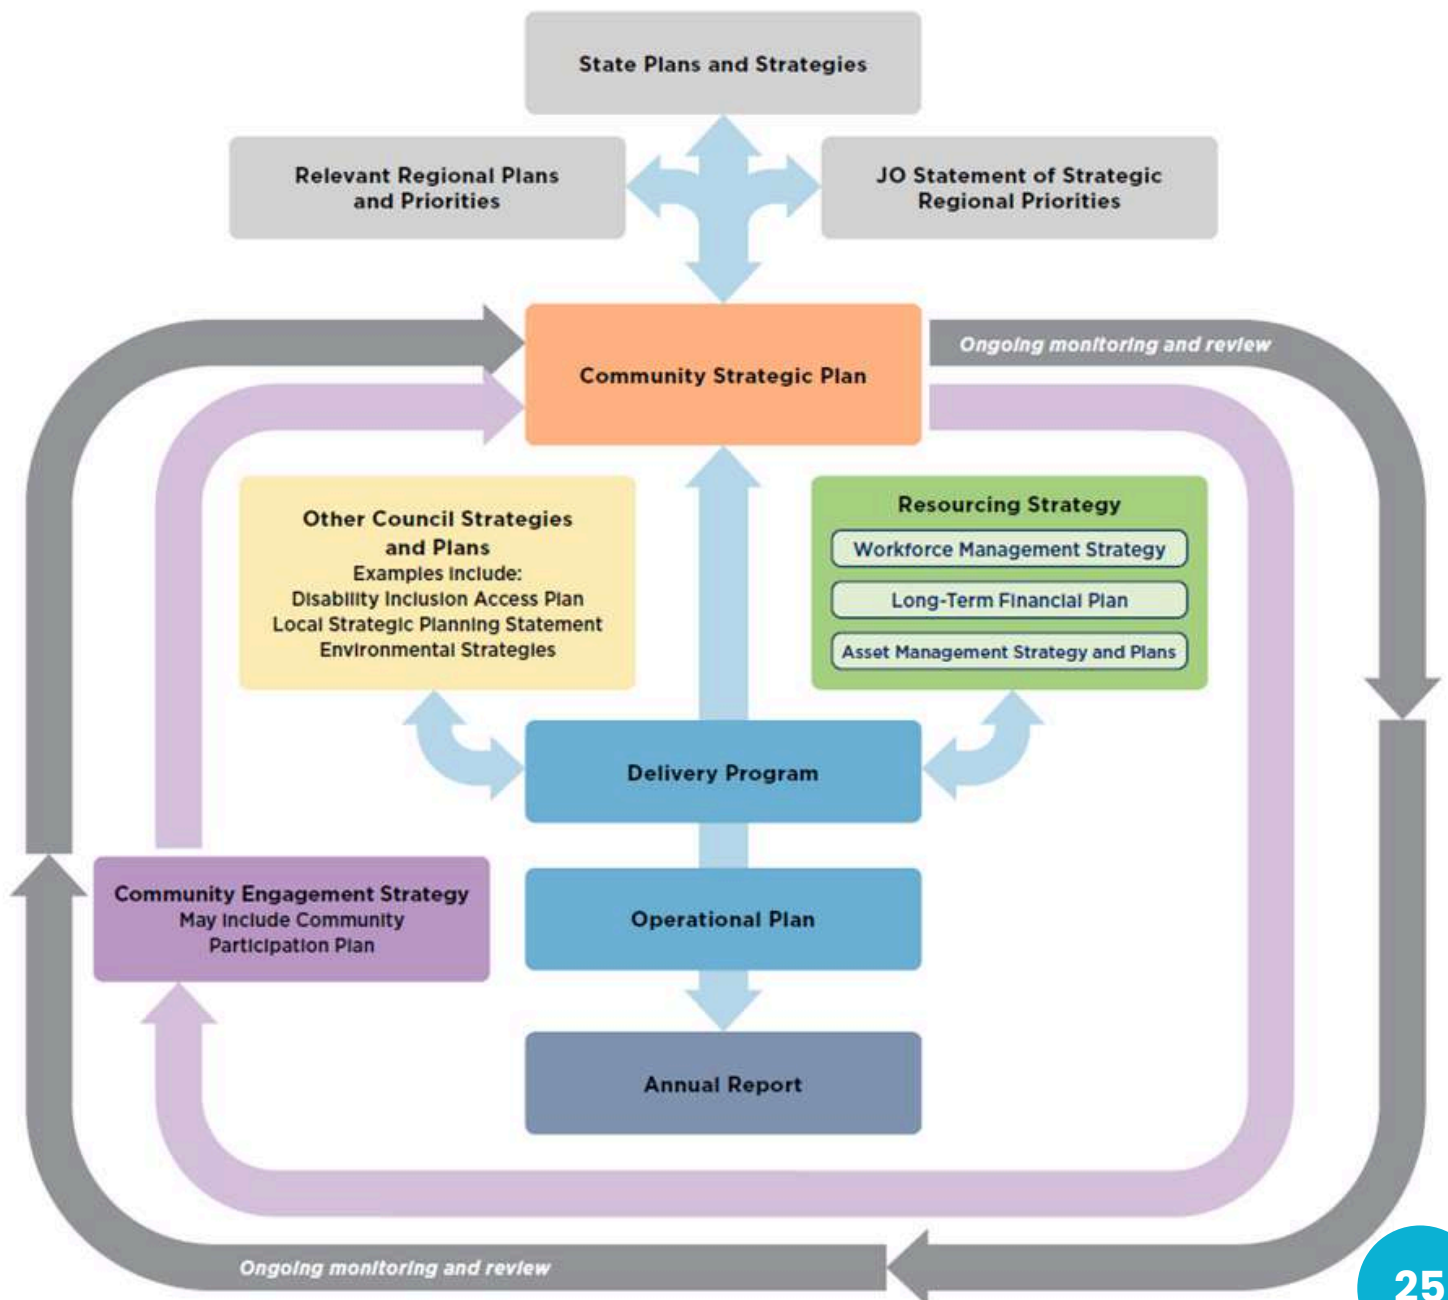 State Plans and Strategies
Relevant Regional Plans
and Priorities
JO Statement of Strategic
Regional Priorities
Ongoing monitoring and review
Community Strategic Plan
Other Council Strategies
and Plans
Examples include:
Disability Inclusion Access Plan
Local Strategic Planning Statement
Environmental Strategies
Resourcing Strategy
Workforce Management Strategy
Long-Term Financial Plan
Asset Management Strategy and Plans
Delivery Program
Community Engagement Strategy
May include Community
Participation Plan
Operational Plan
Annual Report
Ongoing monitoring and review
25